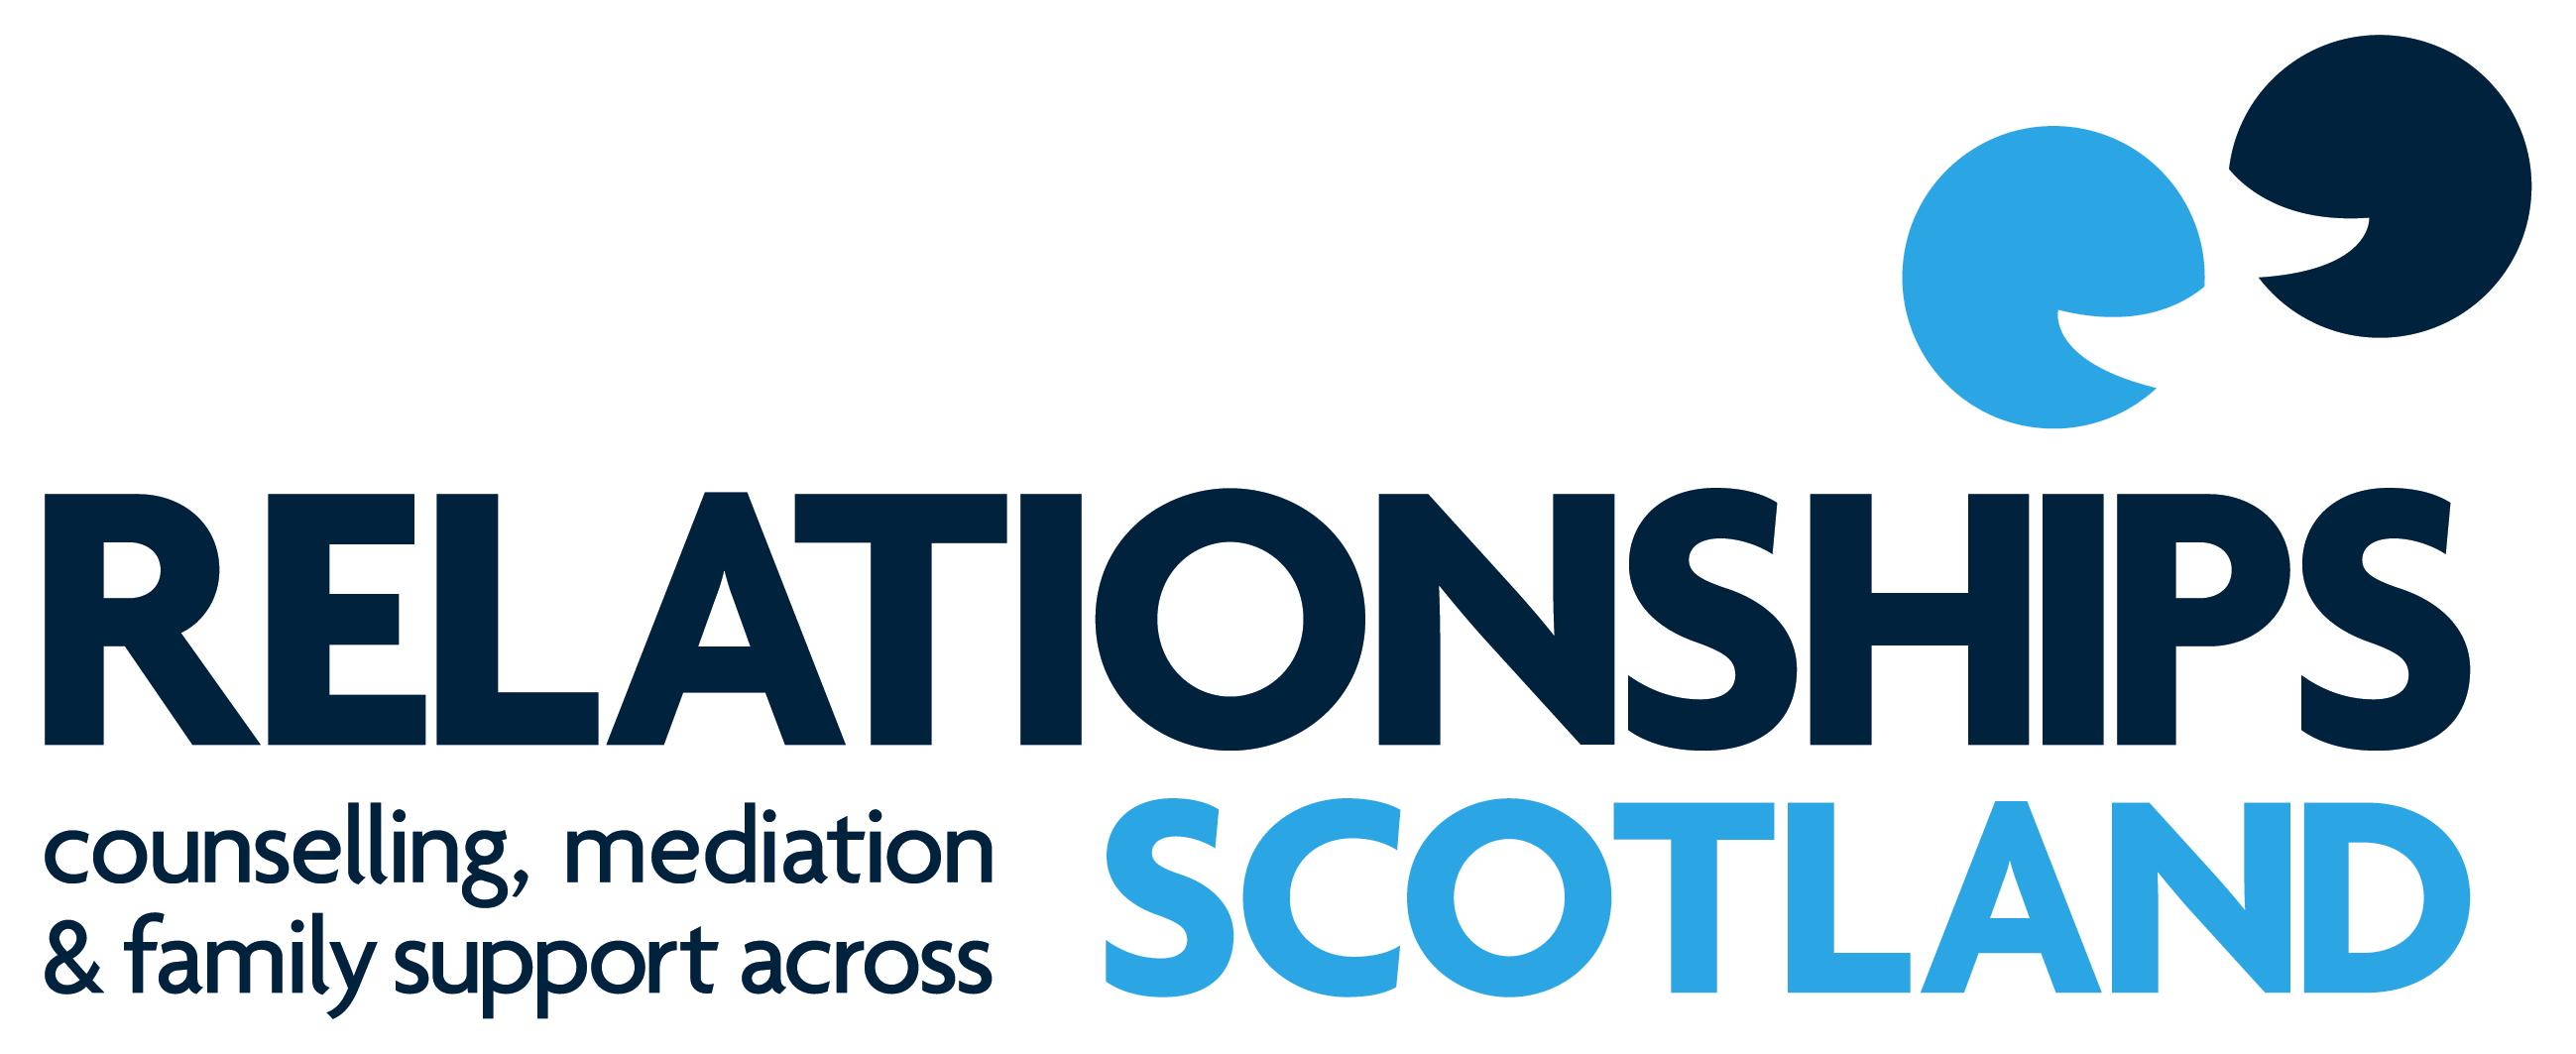 RELATIONSHIPS
counselling, mediation
& family support across
SCOTLAND